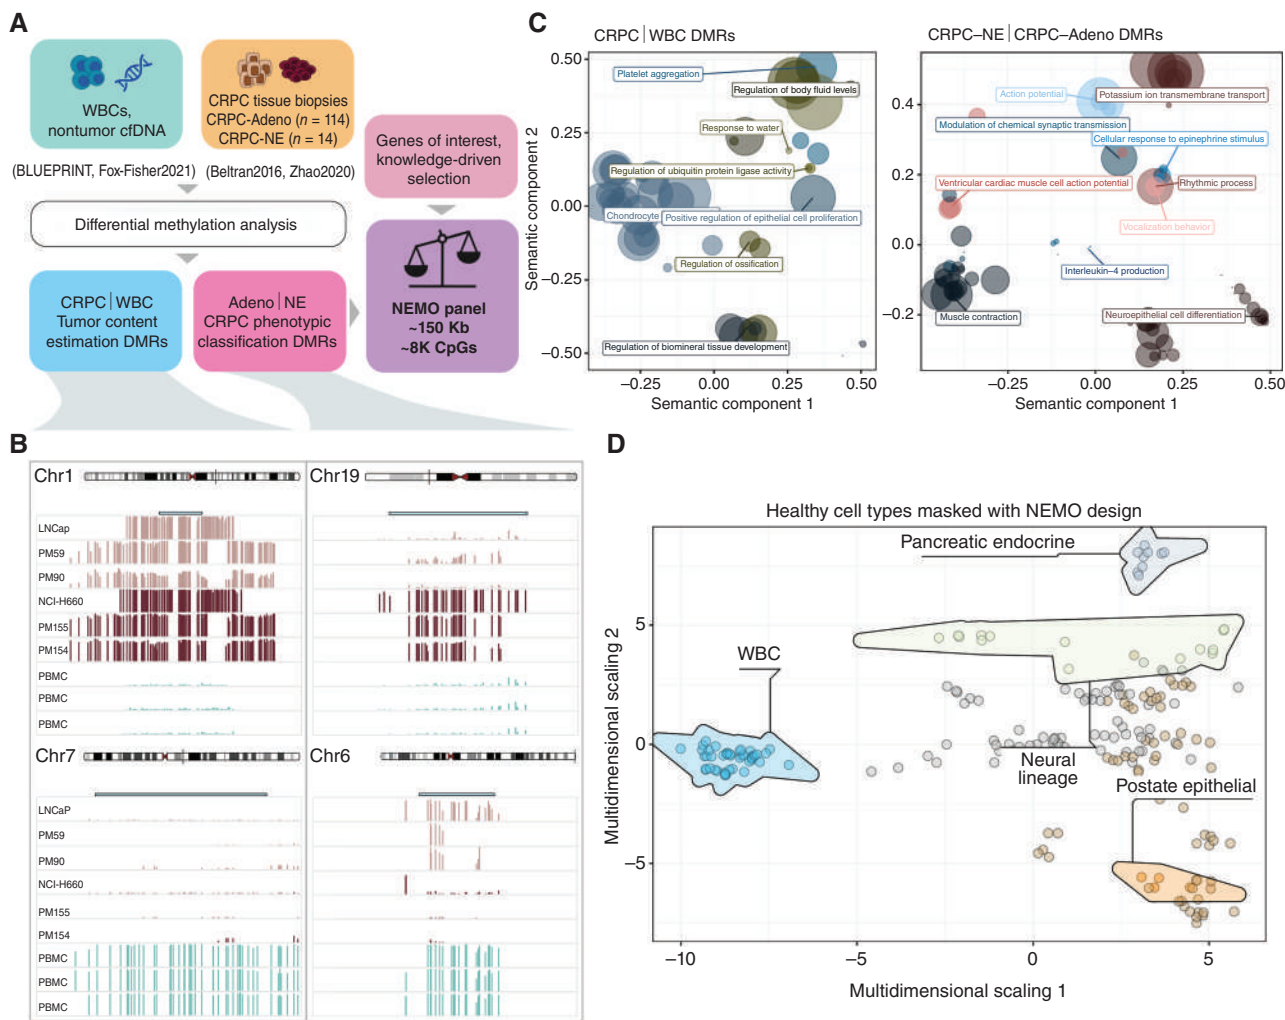 A
WBCs,
nontumor cfDNA
CRPC tissue biopsies
CRPC-Adeno (n = 114)
CRPC-NE (n = 14)
(BLUEPRINT, Fox-Fisher2021)
(Beltran2016, Zhao2020)
Genes of interest,
knowledge-driven
selection
Differential methylation analysis
CRPC | WBC
Tumor content
estimation DMRs
Adeno | NE
CRPC phenotypic
classification DMRs
NEMO panel
~150 Kb
~8K CpGs
B
Chr1
LNCap
PM59
PM90
NCI-H660
PM155
PM154
PBMC
PBMC
PBMC
Chr19
Chr7
LNCaP
PM59
PM90
NCI-H660
PM155
PM154
PBMC
PBMC
PBMC
Chr6
C
CRPC | WBC DMRs
Semantic component 2
0.50
0.25
0.00
−0.25
−0.50
Platelet aggregation
Regulation of body fluid levels
Response to water
Regulation of ubiquitin protein ligase activity
Chondrocyte
Positive regulation of epithelial cell proliferation
Regulation of ossification
Regulation of biomineral tissue development
−0.25
0.00
0.25
0.50
Semantic component 1
CRPC–NE | CRPC–Adeno DMRs
0.4
0.2
0.0
−0.2
Action potential
Potassium ion transmembrane transport
Modulation of chemical synaptic transmission
Cellular response to epinephrine stimulus
Ventricular cardiac muscle cell action potential
Rhythmic process
Vocalization behavior
Interleukin–4 production
Muscle contraction
Neuroepithelial cell differentiation
−0.25
0.00
0.25
0.50
Semantic component 1
D
Healthy cell types masked with NEMO design
Multidimensional scaling 2
5
0
−5
Pancreatic endocrine
WBC
Neural
lineage
Postate epithelial
−10
−5
0
5
Multidimensional scaling 1